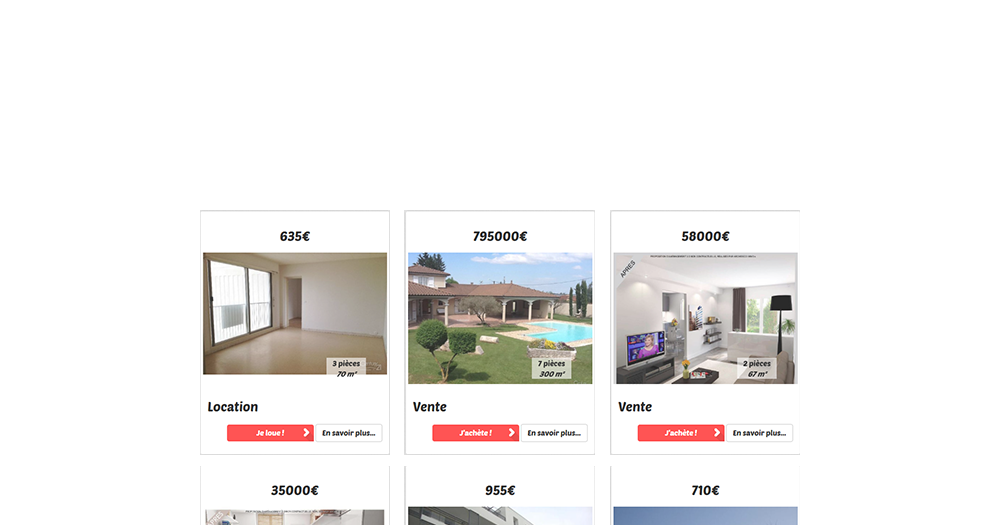 635€
795000€
58000€
APRES
3 pièces
70 m²
7 pièces
300 m²
2 pièces
67 m²
Location
Vente
Vente
Je loue !
En savoir plus...
J'achète !
En savoir plus...
J'achète !
En savoir plus...
35000€
955€
710€